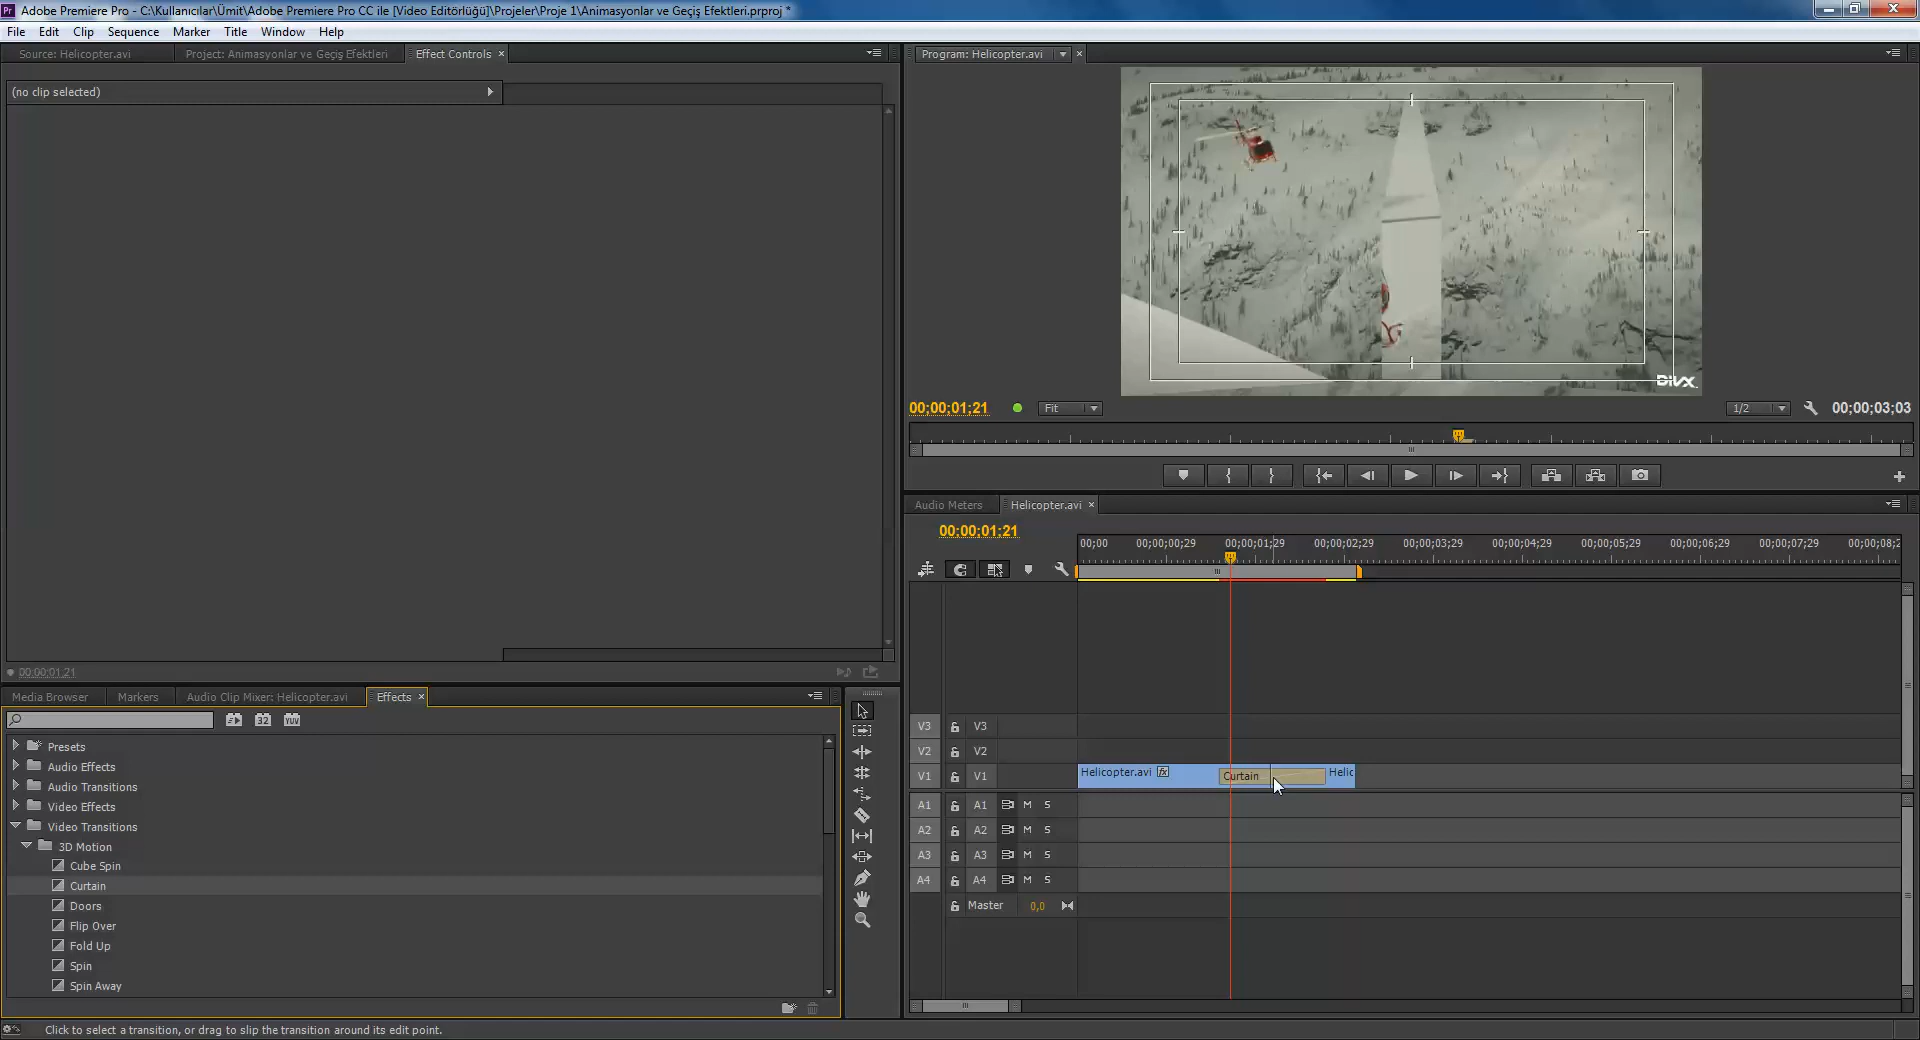 Adobe Premiere Pro - C:\Kullanıcılar\Ümit\Adobe Premiere Pro CC ile [Video Editörlüğü]\Projeler\Proje 1\Animasyonlar ve Geçiş Efektleri.prproj *
File Edit Clip Sequence Marker Title Window Help
Source: Helicopter.avi Project: Animasyonlar ve Geçiş Efektleri Effect Controls
Program: Helicopter.avi
(no clip selected)
DIVX
00;00;01;21 Fit 1/2 00;00;03;03
Audio Meters Helicopter.avi
00;00;01;21
00;00 00;00;00;29 00;00;01;29 00;00;02;29 00;00;03;29 00;00;04;29 00;00;05;29 00;00;06;29 00;00;07;29 00;00;08;2
00;00;01;21
Media Browser Markers Audio Clip Mixer: Helicopter.avi Effects
32 YUV
Presets
Audio Effects
Audio Transitions
Video Effects
Video Transitions
3D Motion
Cube Spin
Curtain
Doors
Flip Over
Fold Up
Spin
Spin Away
V3 V3
V2 V2
V1 V1 Helicopter.avi fx Curtain Helic
A1 A1 M S
A2 A2 M S
A3 A3 M S
A4 A4 M S
Master 0,0
Click to select a transition, or drag to slip the transition around its edit point.